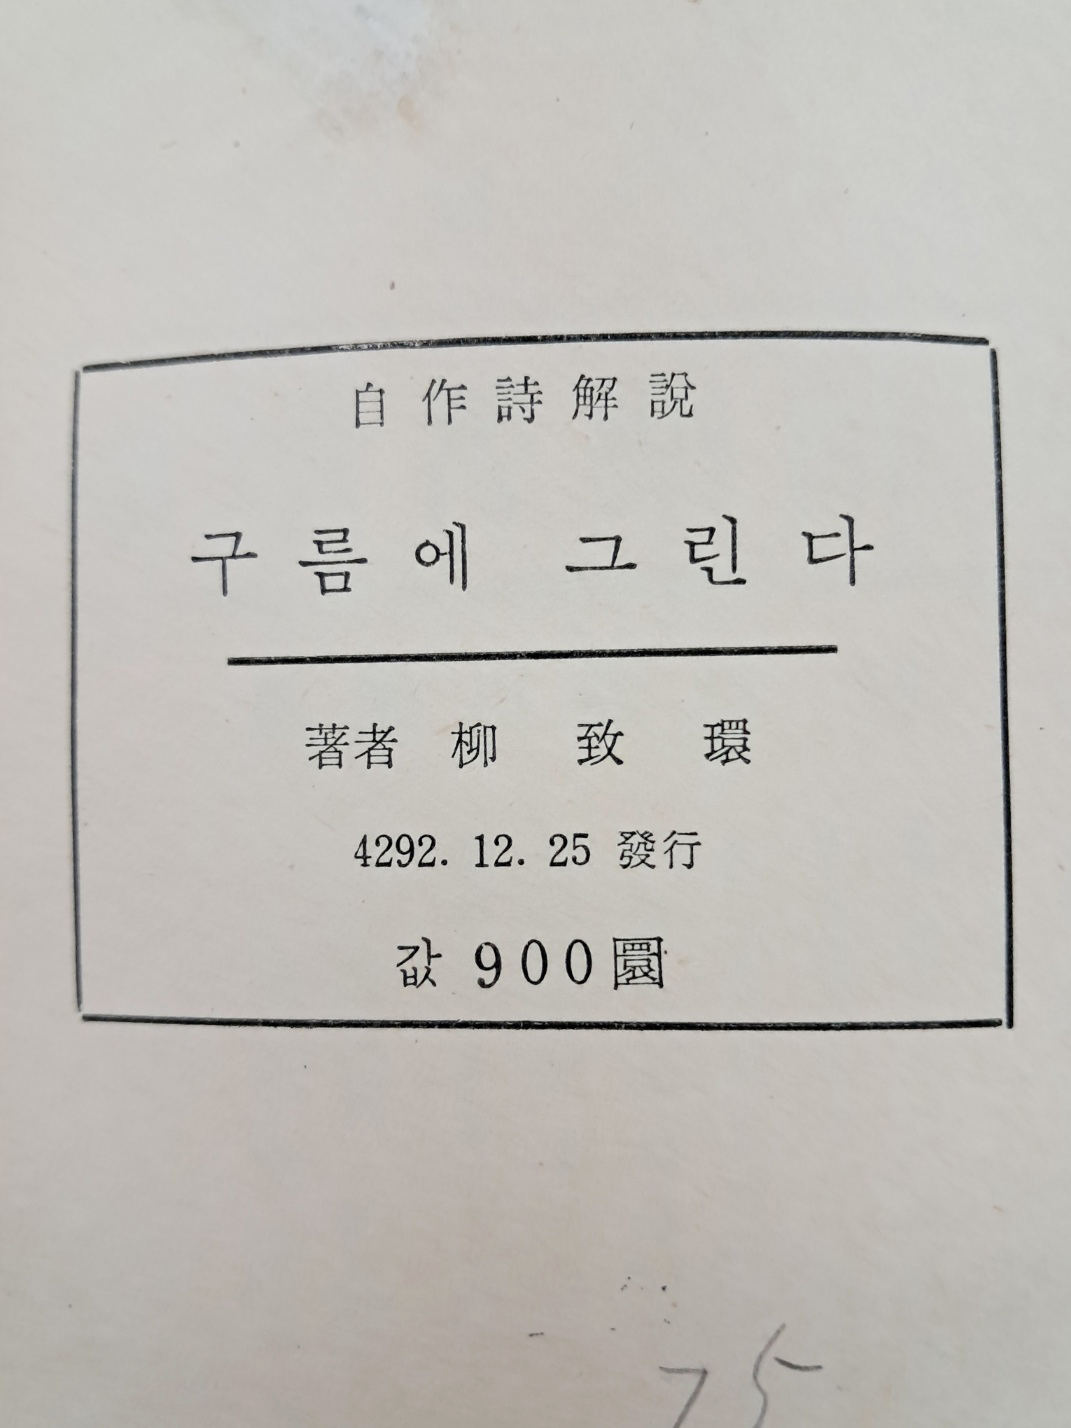 自作詩解說
구름에 그린다
著者 柳致環
4292. 12. 25 發行
값 900圜
75